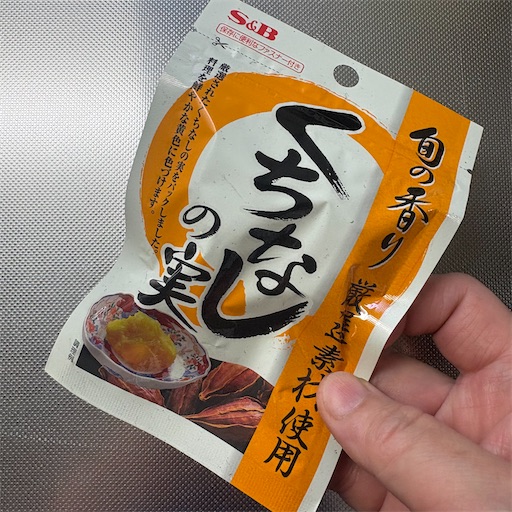 S&B
保存に便利なファスナー付き
厳選されたくちなしの実をパックしました。
料理を鮮やかな黄色に色づけます。
くちなし
の実
旬の香り
厳選素材使用
調理例